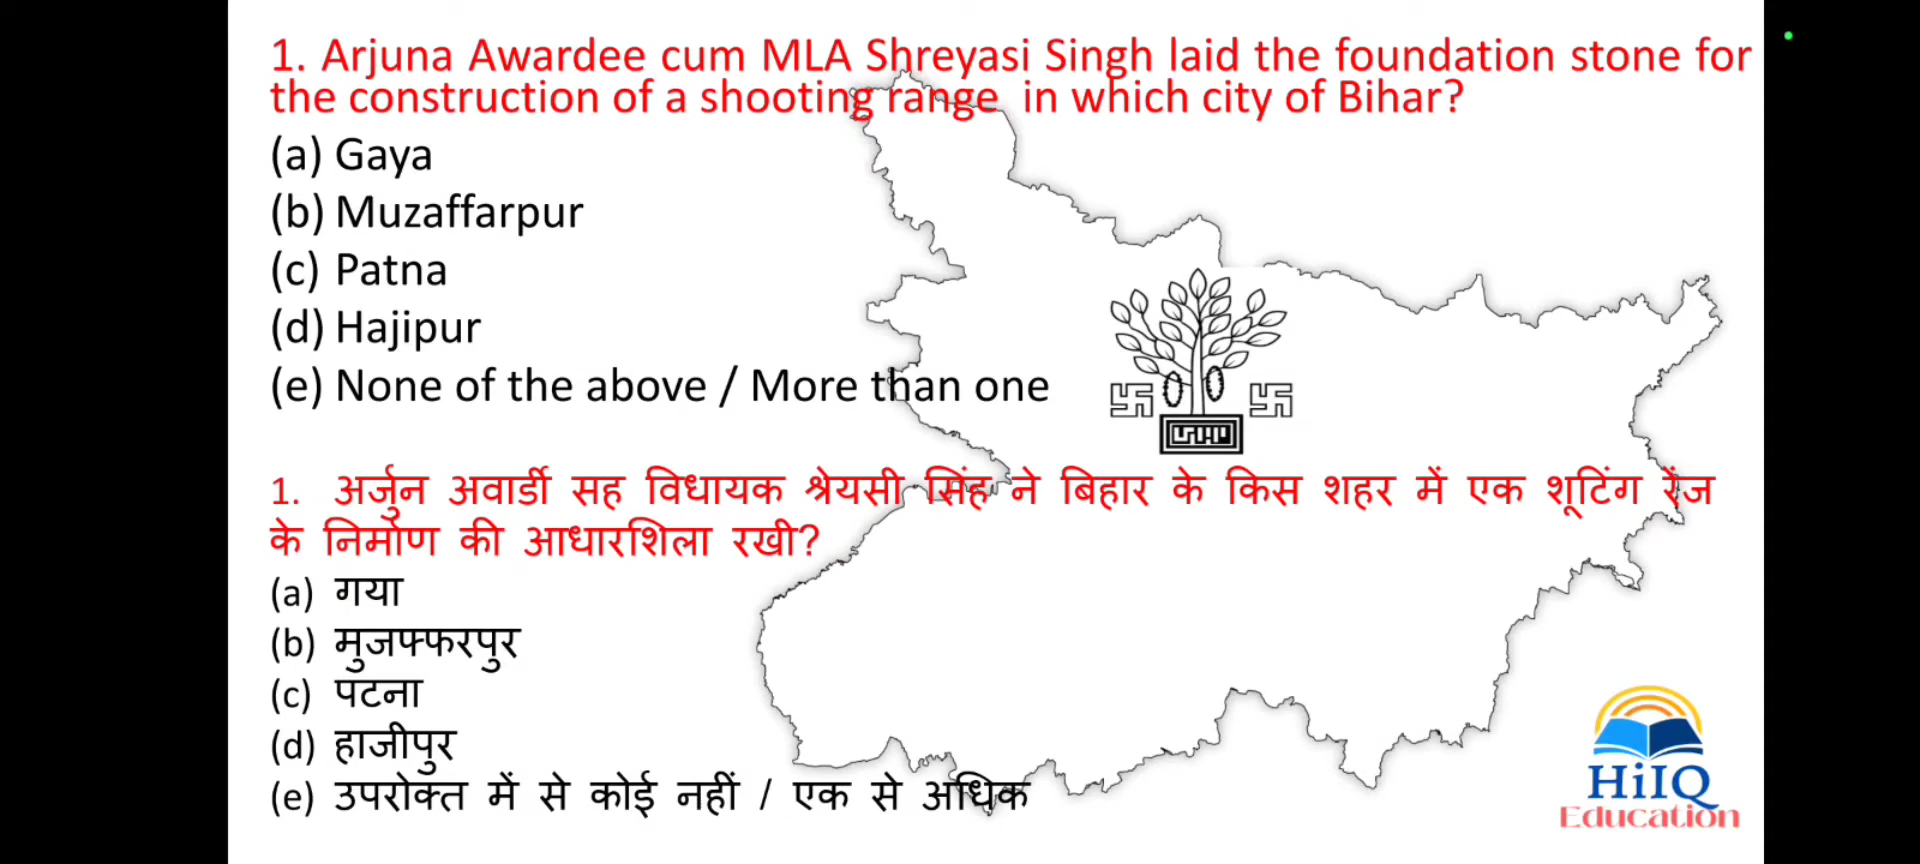 1. Arjuna Awardee cum MLA Shreyasi Singh laid the foundation stone for
the construction of a shooting range in which city of Bihar?
(a) Gaya
(b) Muzaffarpur
(c) Patna
(d) Hajipur
(e) None of the above / More than one
1. अर्जुन अवार्डी सह विधायक श्रेयसी सिंह ने बिहार के किस शहर में एक शूटिंग रेंज
के निर्माण की आधारशिला रखी?
(a) गया
(b) मुजफ्फरपुर
(c) पटना
(d) हाजीपुर
(e) उपरोक्त में से कोई नहीं / एक से अधिक
HiIQ
Education